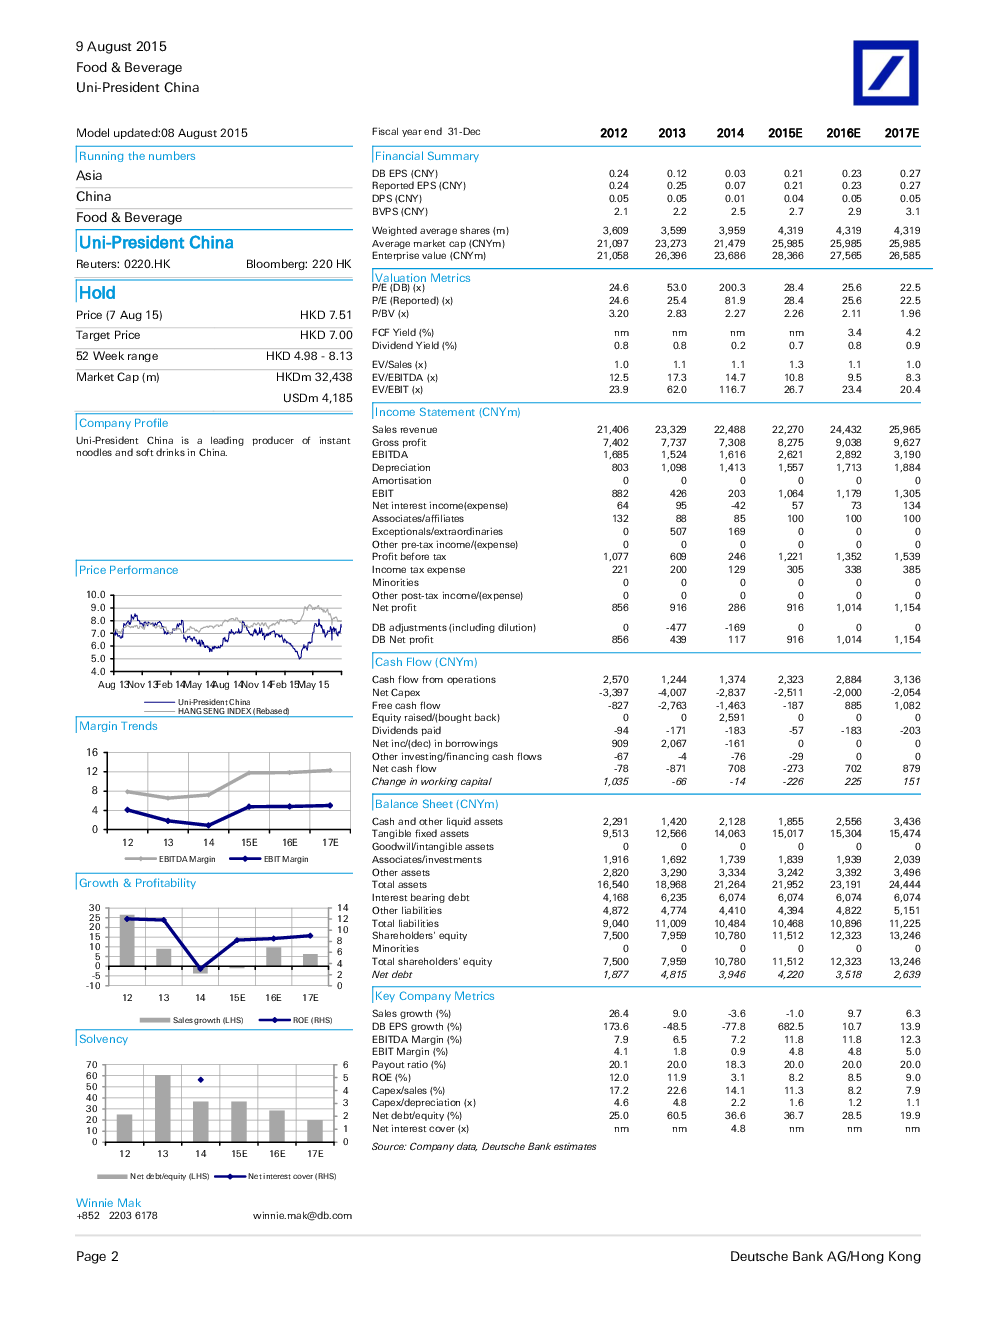 9 August 2015
Food & Beverage
Uni-President China
Model updated:08 August 2015
Running the numbers
Asia
China
Food & Beverage
Uni-President China
Reuters: 0220.HK Bloomberg: 220 HK
Hold
Price (7 Aug 15) HKD 7.51
Target Price HKD 7.00
52 Week range HKD 4.98 - 8.13
Market Cap (m) HKDm 32,438
USDm 4,185
Company Profile
Uni-President China is a leading producer of instant
noodles and soft drinks in China.
Price Performance
10.0
9.0
8.0
7.0
6.0
5.0
4.0
Aug 13 Nov 13 Feb 14 May 14 Aug 14 Nov 14 Feb 15 May 15
Uni-President China
HANG SENG INDEX (Rebased)
Margin Trends
16
12
8
4
0
12 13 14 15E 16E 17E
EBITDA Margin EBIT Margin
Growth & Profitability
30 14
25 12
20 10
15 8
10 6
5 4
0 2
-5 0
-10
12 13 14 15E 16E 17E
Sales growth (LHS) ROE (RHS)
Solvency
70 6
60 5
50 4
40 3
30 2
20 1
10 0
0
12 13 14 15E 16E 17E
Net debt/equity (LHS) Net interest cover (RHS)
Winnie Mak
+852 2203 6178 winnie.mak@db.com
Fiscal year end 31-Dec 2012 2013 2014 2015E 2016E 2017E
Financial Summary
DB EPS (CNY) 0.24 0.12 0.03 0.21 0.23 0.27
Reported EPS (CNY) 0.24 0.25 0.07 0.21 0.23 0.27
DPS (CNY) 0.05 0.05 0.01 0.04 0.05 0.05
BVPS (CNY) 2.1 2.2 2.5 2.7 2.9 3.1
Weighted average shares (m) 3,609 3,599 3,959 4,319 4,319 4,319
Average market cap (CNYm) 21,097 23,273 21,479 25,985 25,985 25,985
Enterprise value (CNYm) 21,058 26,396 23,686 28,366 27,565 26,585
Valuation Metrics
P/E (DB) (x) 24.6 53.0 200.3 28.4 25.6 22.5
P/E (Reported) (x) 24.6 25.4 81.9 28.4 25.6 22.5
P/BV (x) 3.20 2.83 2.27 2.26 2.11 1.96
FCF Yield (%) nm nm nm nm 3.4 4.2
Dividend Yield (%) 0.8 0.8 0.2 0.7 0.8 0.9
EV/Sales (x) 1.0 1.1 1.1 1.3 1.1 1.0
EV/EBITDA (x) 12.5 17.3 14.7 10.8 9.5 8.3
EV/EBIT (x) 23.9 62.0 116.7 26.7 23.4 20.4
Income Statement (CNYm)
Sales revenue 21,406 23,329 22,488 22,270 24,432 25,965
Gross profit 7,402 7,737 7,308 8,275 9,038 9,627
EBITDA 1,685 1,524 1,616 2,621 2,892 3,190
Depreciation 803 1,098 1,413 1,557 1,713 1,884
Amortisation 0 0 0 0 0 0
EBIT 882 426 203 1,064 1,179 1,305
Net interest income(expense) 64 95 -42 57 73 134
Associates/affiliates 132 88 85 100 100 100
Exceptionals/extraordinaries 0 507 169 0 0 0
Other pre-tax income/(expense) 0 0 0 0 0 0
Profit before tax 1,077 609 246 1,221 1,352 1,539
Income tax expense 221 200 129 305 338 385
Minorities 0 0 0 0 0 0
Other post-tax income/(expense) 0 0 0 0 0 0
Net profit 856 916 286 916 1,014 1,154
DB adjustments (including dilution) 0 -477 -169 0 0 0
DB Net profit 856 439 117 916 1,014 1,154
Cash Flow (CNYm)
Cash flow from operations 2,570 1,244 1,374 2,323 2,884 3,136
Net Capex -3,397 -4,007 -2,837 -2,511 -2,000 -2,054
Free cash flow -827 -2,763 -1,463 -187 885 1,082
Equity raised/(bought back) 0 0 2,591 0 0 0
Dividends paid -94 -171 -183 -57 -183 -203
Net inc/(dec) in borrowings 909 2,067 -161 0 0 0
Other investing/financing cash flows -67 -4 -76 -29 0 0
Net cash flow -78 -871 708 -273 702 879
Change in working capital 1,035 -66 -14 -226 225 151
Balance Sheet (CNYm)
Cash and other liquid assets 2,291 1,420 2,128 1,855 2,556 3,436
Tangible fixed assets 9,513 12,566 14,063 15,017 15,304 15,474
Goodwill/intangible assets 0 0 0 0 0 0
Associates/investments 1,916 1,692 1,739 1,839 1,939 2,039
Other assets 2,820 3,290 3,334 3,242 3,392 3,496
Total assets 16,540 18,968 21,264 21,952 23,191 24,444
Interest bearing debt 4,168 6,235 6,074 6,074 6,074 6,074
Other liabilities 4,872 4,774 4,410 4,394 4,822 5,151
Total liabilities 9,040 11,009 10,484 10,468 10,896 11,225
Shareholders' equity 7,500 7,959 10,780 11,512 12,323 13,246
Minorities 0 0 0 0 0 0
Total shareholders' equity 7,500 7,959 10,780 11,512 12,323 13,246
Net debt 1,877 4,815 3,946 4,220 3,518 2,639
Key Company Metrics
Sales growth (%) 26.4 9.0 -3.6 -1.0 9.7 6.3
DB EPS growth (%) 173.6 -48.5 -77.8 682.5 10.7 13.9
EBITDA Margin (%) 7.9 6.5 7.2 11.8 11.8 12.3
EBIT Margin (%) 4.1 1.8 0.9 4.8 4.8 5.0
Payout ratio (%) 20.1 20.0 18.3 20.0 20.0 20.0
ROE (%) 12.0 11.9 3.1 8.2 8.5 9.0
Capex/sales (%) 17.2 22.6 14.1 11.3 8.2 7.9
Capex/depreciation (x) 4.6 4.8 2.2 1.6 1.2 1.1
Net debt/equity (%) 25.0 60.5 36.6 36.7 28.5 19.9
Net interest cover (x) nm nm 4.8 nm nm nm
Source: Company data, Deutsche Bank estimates
Page 2 Deutsche Bank AG/Hong Kong